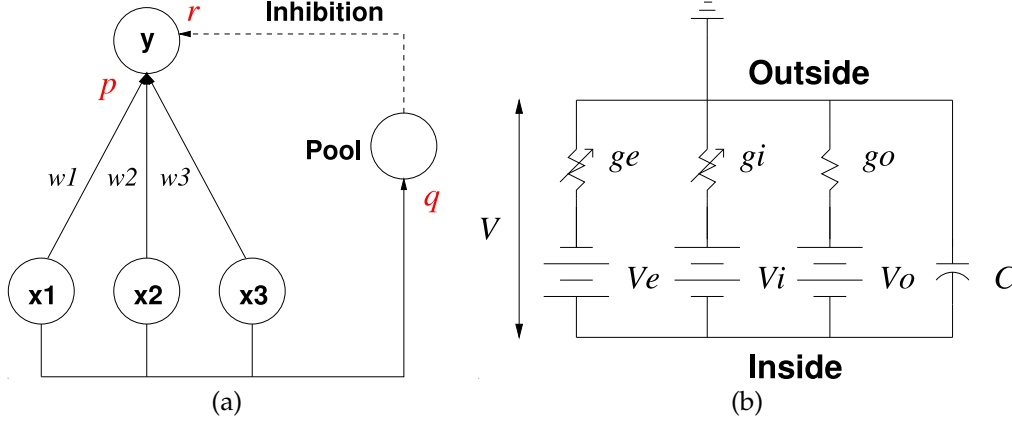 r
Inhibition
y
p
Pool
w1
w2
w3
q
x1
x2
x3
(a)
Outside
ge
gi
go
V
Ve
Vi
Vo
C
Inside
(b)